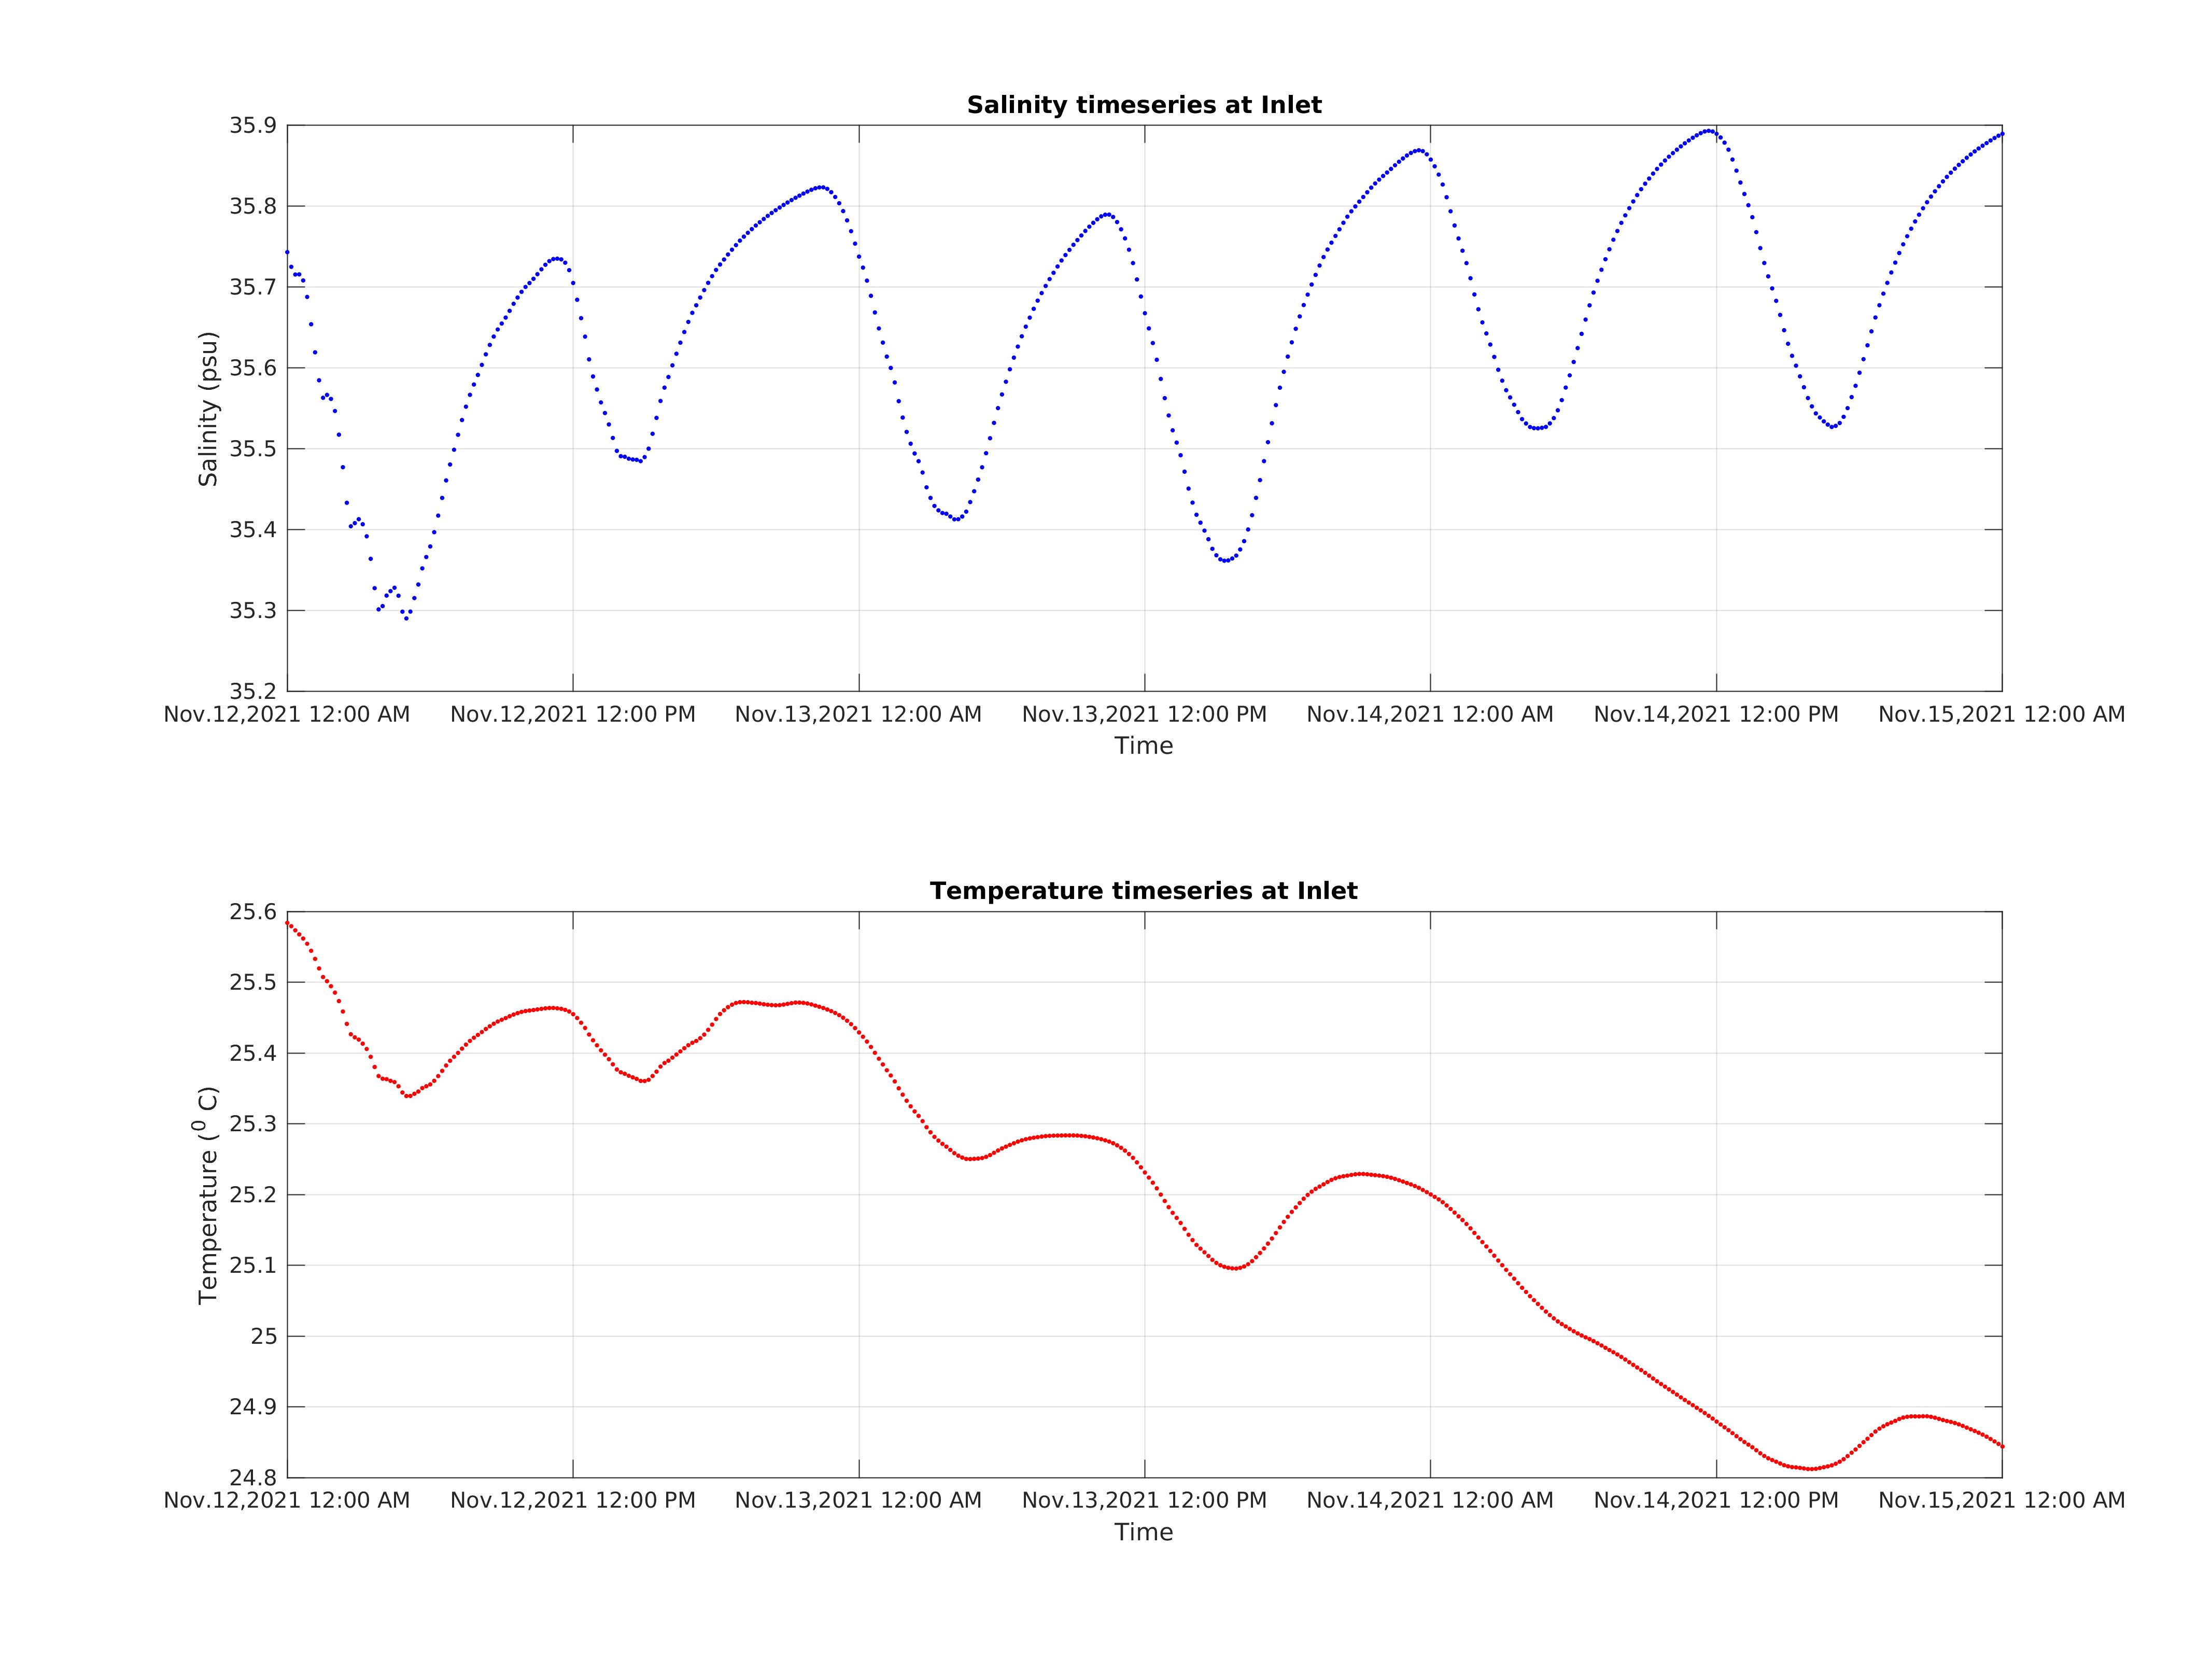 Salinity timeseries at Inlet
35.9
35.8
35.7
35.6
35.5
35.4
35.3
35.2
Salinity (psu)
Nov.12,2021 12:00 AM Nov.12,2021 12:00 PM Nov.13,2021 12:00 AM Nov.13,2021 12:00 PM Nov.14,2021 12:00 AM Nov.14,2021 12:00 PM Nov.15,2021 12:00 AM
Time
Temperature timeseries at Inlet
25.6
25.5
25.4
25.3
25.2
25.1
25
24.9
24.8
Temperature (⁰ C)
Nov.12,2021 12:00 AM Nov.12,2021 12:00 PM Nov.13,2021 12:00 AM Nov.13,2021 12:00 PM Nov.14,2021 12:00 AM Nov.14,2021 12:00 PM Nov.15,2021 12:00 AM
Time